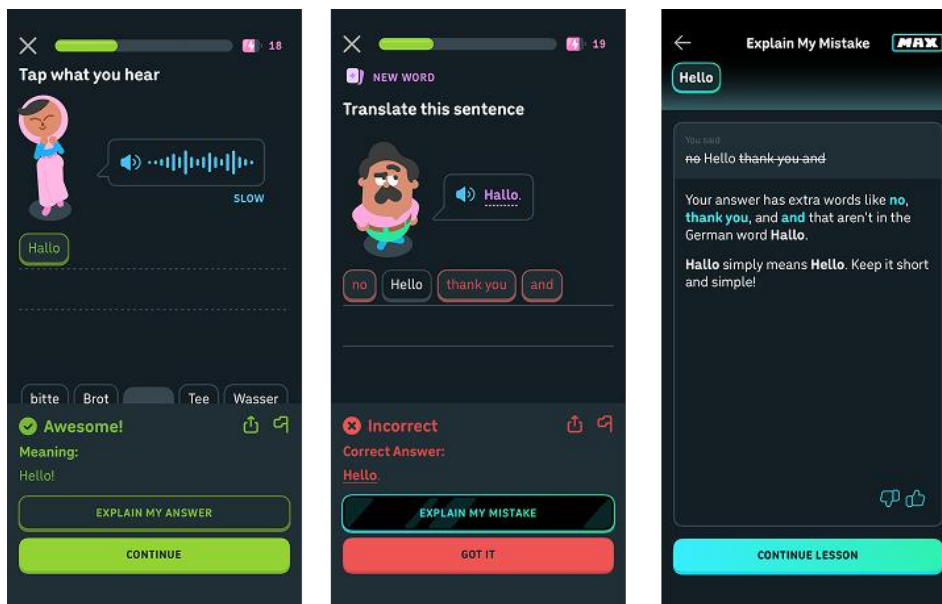 18
Tap what you hear
SLOW
Hallo
bitte Brot Tee Wasser
Awesome!
Meaning:
Hello!
EXPLAIN MY ANSWER
CONTINUE
19
NEW WORD
Translate this sentence
Hallo.
no Hello thank you and
Incorrect
Correct Answer:
Hello.
EXPLAIN MY MISTAKE
GOT IT
Explain My Mistake MAX
Hello
You said
no Hello thank you and
Your answer has extra words like no,
thank you, and and that aren't in the
German word Hallo.
Hallo simply means Hello. Keep it short
and simple!
CONTINUE LESSON